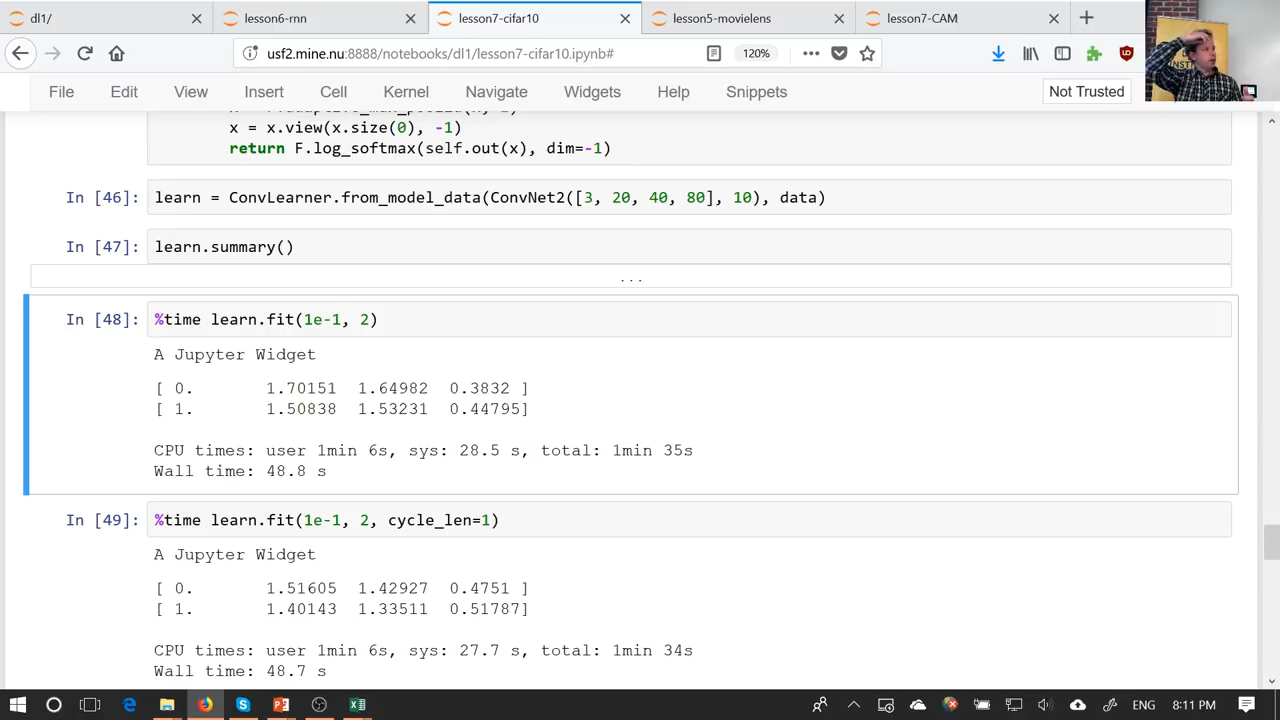 dl1/
lesson6-rnn
lesson7-cifar10
lesson5-movielens
lesson7-CAM
usf2.mine.nu:8888/notebooks/dl1/lesson7-cifar10.ipynb#
120%
File Edit View Insert Cell Kernel Navigate Widgets Help Snippets
Not Trusted
x = x.view(x.size(0), -1)
return F.log_softmax(self.out(x), dim=-1)
In [46]: learn = ConvLearner.from_model_data(ConvNet2([3, 20, 40, 80], 10), data)
In [47]: learn.summary()
...
In [48]: %time learn.fit(1e-1, 2)
A Jupyter Widget
[ 0. 1.70151 1.64982 0.3832 ]
[ 1. 1.50838 1.53231 0.44795]
CPU times: user 1min 6s, sys: 28.5 s, total: 1min 35s
Wall time: 48.8 s
In [49]: %time learn.fit(1e-1, 2, cycle_len=1)
A Jupyter Widget
[ 0. 1.51605 1.42927 0.4751 ]
[ 1. 1.40143 1.33511 0.51787]
CPU times: user 1min 6s, sys: 27.7 s, total: 1min 34s
Wall time: 48.7 s
ENG 8:11 PM